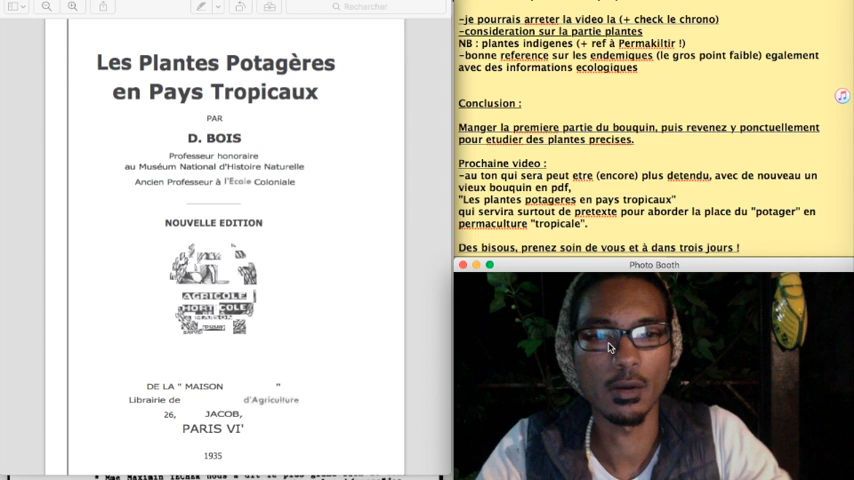 Rechercher
Les Plantes Potagères
en Pays Tropicaux
PAR
D. BOIS
Professeur honoraire
au Muséum National d'Histoire Naturelle
Ancien Professeur à l'École Coloniale
NOUVELLE EDITION
AGRICOLE
HORT COLE
DE LA " MAISON "
Librairie de d'Agriculture
26, JACOB,
PARIS VI'
1935
-je pourrais arreter la video la (+ check le chrono)
-consideration sur la partie plantes
NB : plantes indigenes (+ ref à Permakiltir !)
-bonne reference sur les endemiques (le gros point faible) egalement
avec des informations ecologiques
Conclusion :
Manger la premiere partie du bouquin, puis revenez y ponctuellement
pour etudier des plantes precises.
Prochaine video :
-au ton qui sera peut etre (encore) plus detendu, avec de nouveau un
vieux bouquin en pdf,
"Les plantes potageres en pays tropicaux"
qui servira surtout de pretexte pour aborder la place du "potager" en
permaculture "tropicale".
Des bisous, prenez soin de vous et à dans trois jours !
Photo Booth